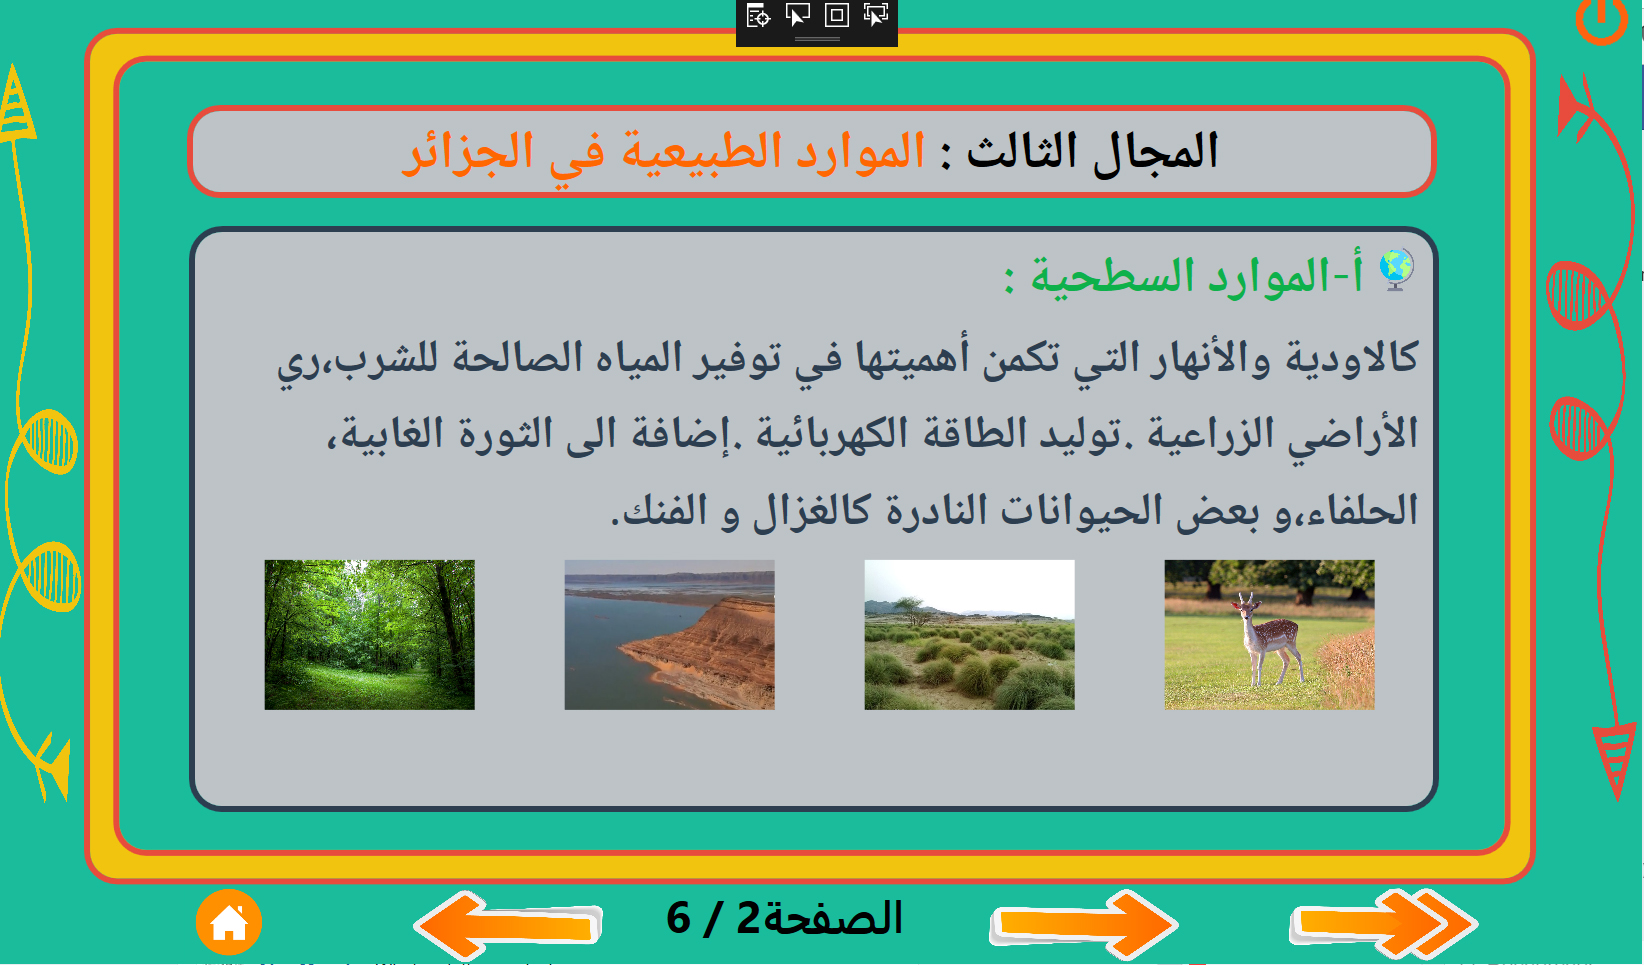 المجال الثالث : الموارد الطبيعية في الجزائر
أ-الموارد السطحية :
كالاودية والأنهار التي تكمن أهميتها في توفير المياه الصالحة للشرب،ري
الأراضي الزراعية .توليد الطاقة الكهربائية .إضافة الى الثورة الغابية،
الحلفاء،و بعض الحيوانات النادرة كالغزال و الفنك.
الصفحة2 / 6